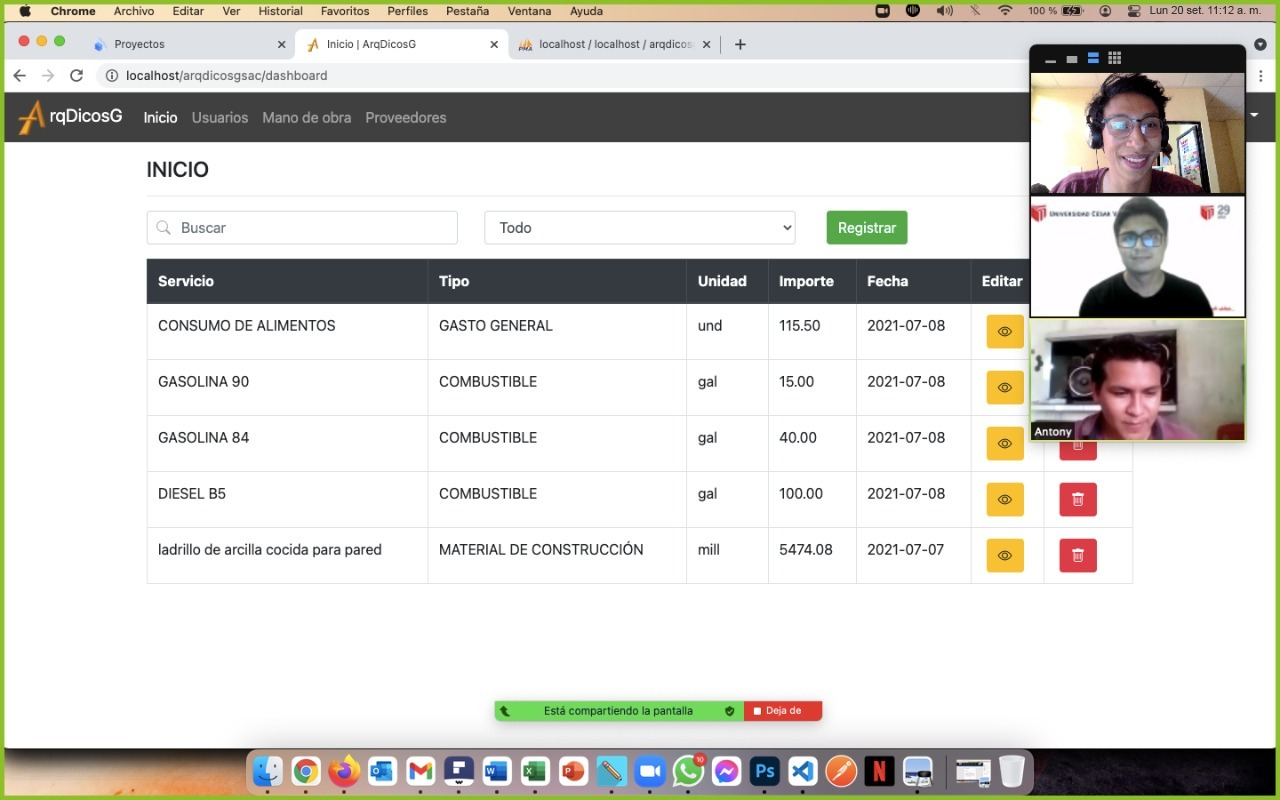 Chrome Archivo Editar Ver Historial Favoritos Perfiles Pestaña Ventana Ayuda 100 % Lun 20 set. 11:12 a. m.
Proyectos Inicio | ArqDicosG localhost / localhost / arqdicos
localhost/arqdicosgsac/dashboard
ArqDicosG Inicio Usuarios Mano de obra Proveedores
INICIO
Buscar Todo Registrar
Servicio Tipo Unidad Importe Fecha Editar
CONSUMO DE ALIMENTOS GASTO GENERAL und 115.50 2021-07-08
GASOLINA 90 COMBUSTIBLE gal 15.00 2021-07-08
GASOLINA 84 COMBUSTIBLE gal 40.00 2021-07-08
DIESEL B5 COMBUSTIBLE gal 100.00 2021-07-08
ladrillo de arcilla cocida para pared MATERIAL DE CONSTRUCCIÓN mill 5474.08 2021-07-07
UNIVERSIDAD CÉSAR V 29
Antony
Está compartiendo la pantalla Deja de
10
Ps